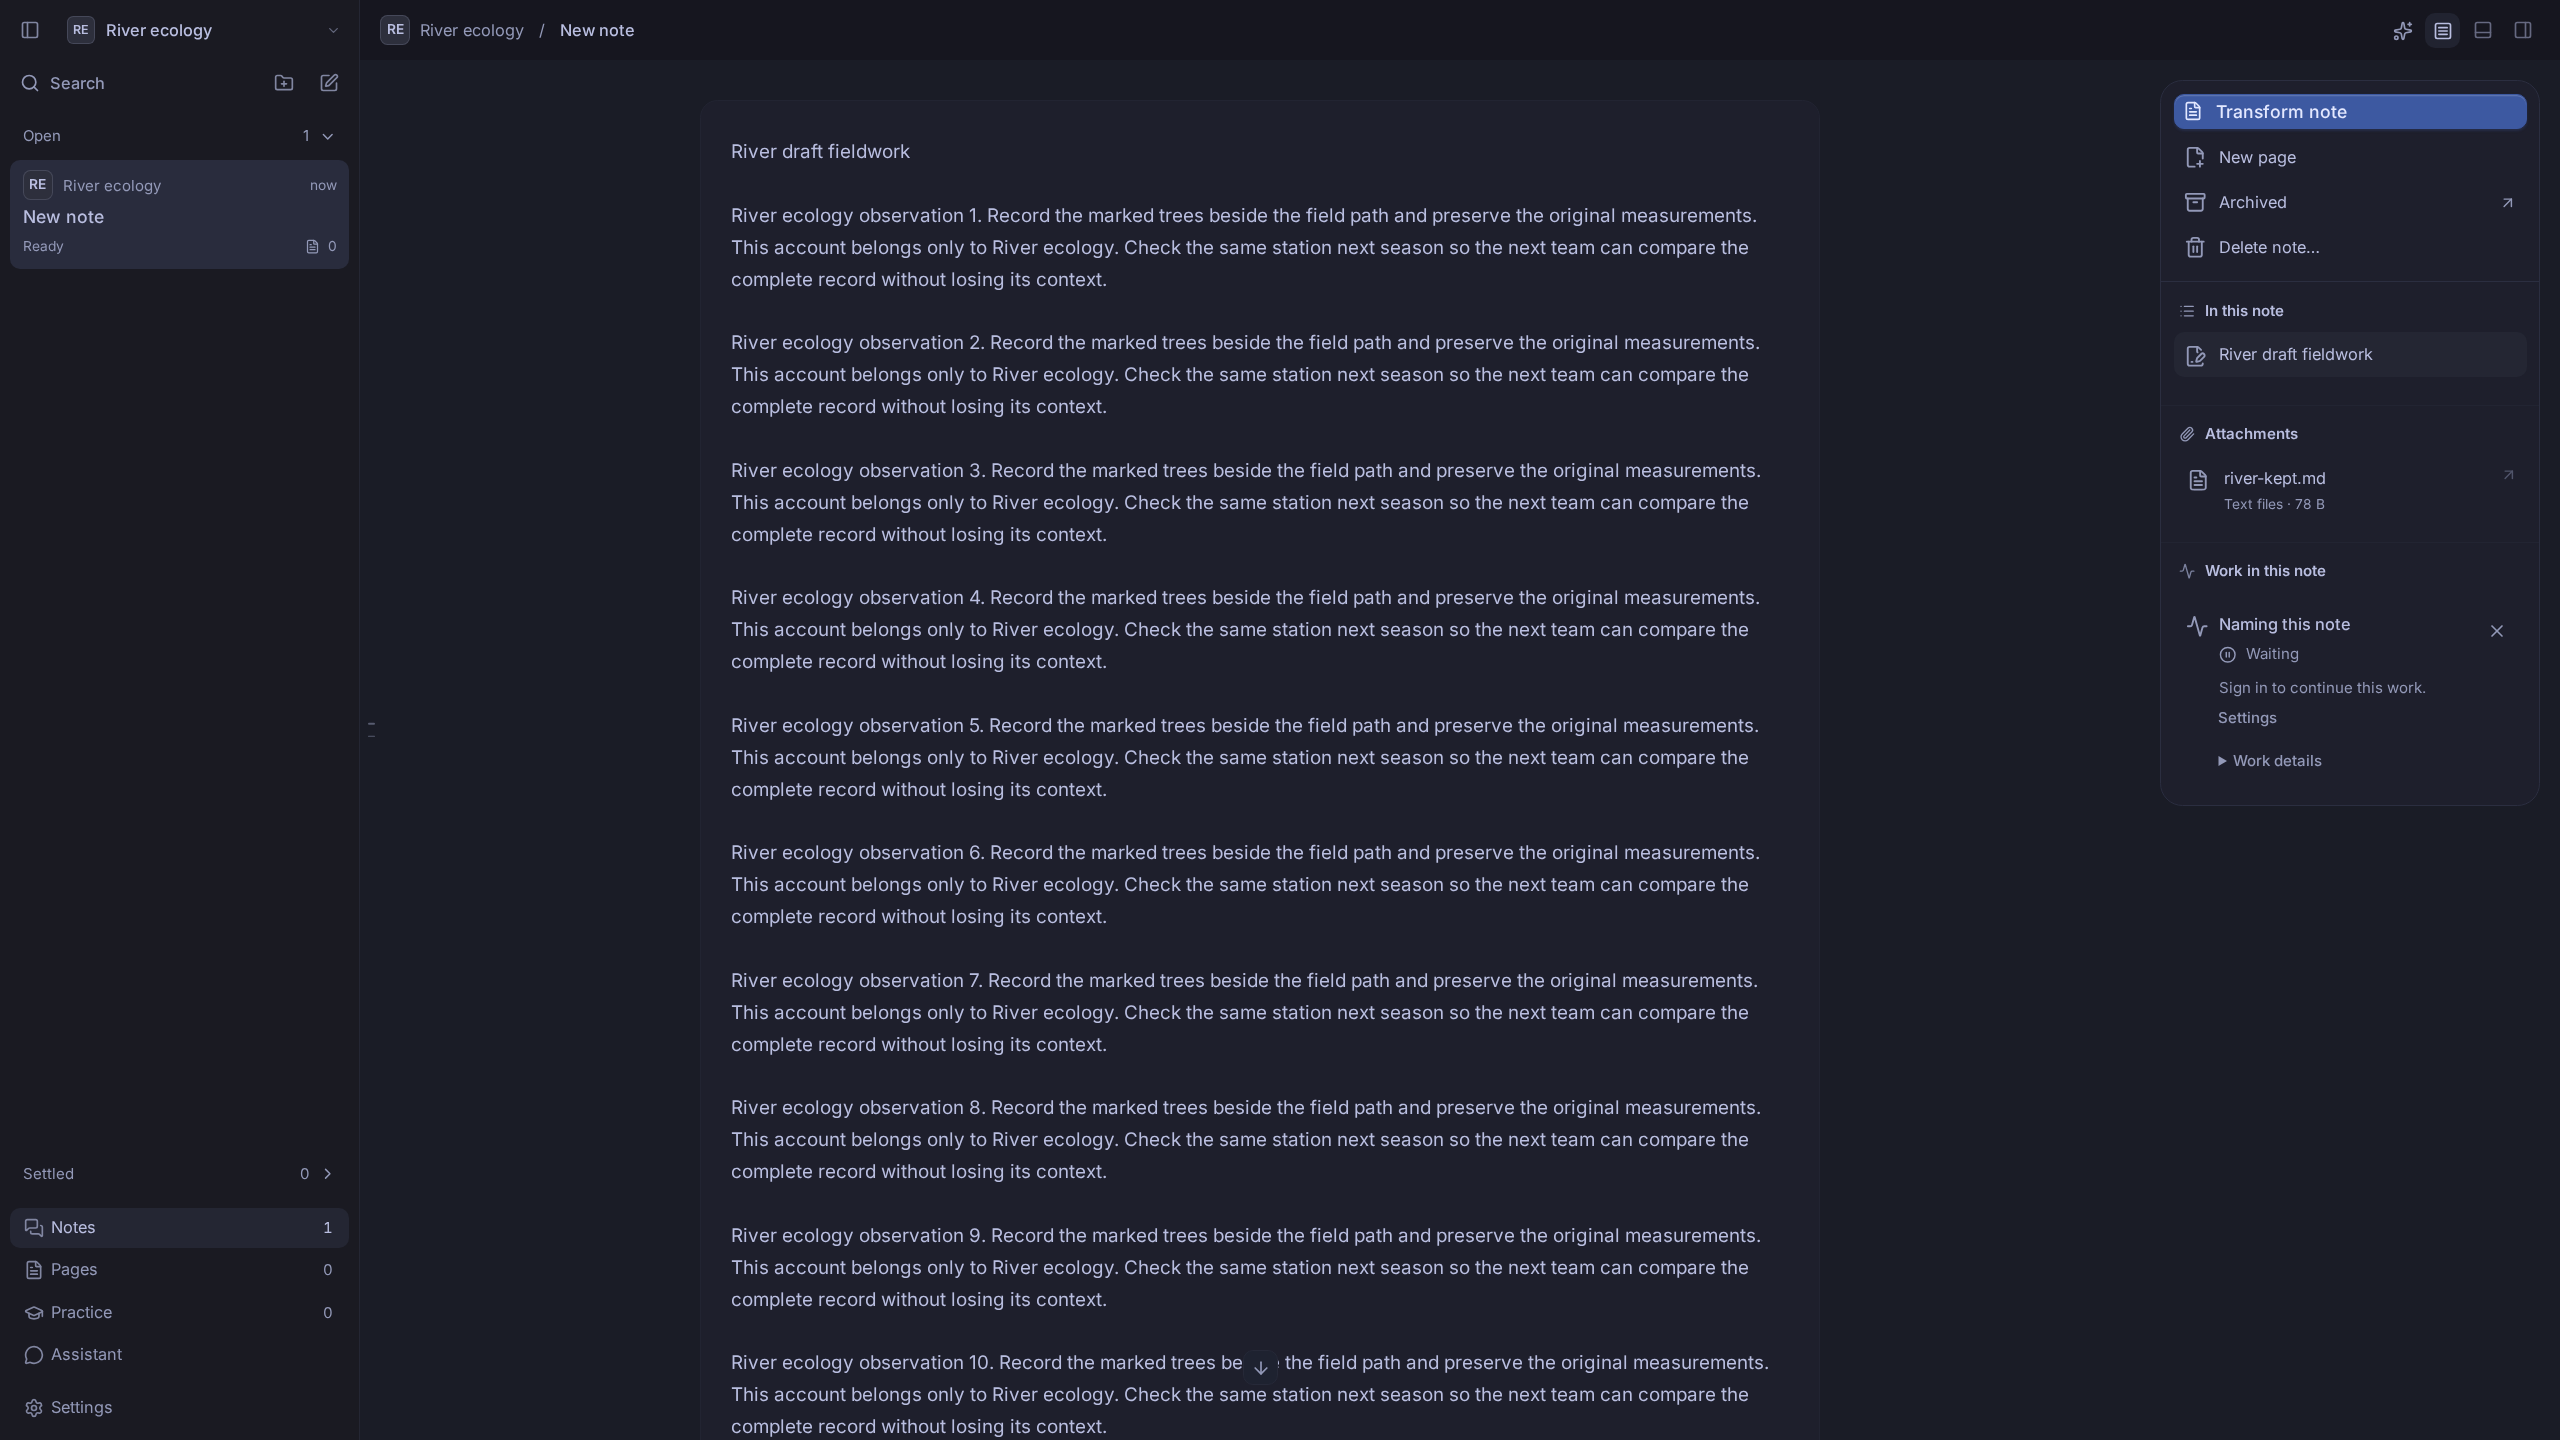 RE River ecology
Search
Open 1
RE River ecology now
New note
Ready 0
Settled 0
Notes 1
Pages 0
Practice 0
Assistant
Settings
RE River ecology / New note
River draft fieldwork
River ecology observation 1. Record the marked trees beside the field path and preserve the original measurements.
This account belongs only to River ecology. Check the same station next season so the next team can compare the
complete record without losing its context.
River ecology observation 2. Record the marked trees beside the field path and preserve the original measurements.
This account belongs only to River ecology. Check the same station next season so the next team can compare the
complete record without losing its context.
River ecology observation 3. Record the marked trees beside the field path and preserve the original measurements.
This account belongs only to River ecology. Check the same station next season so the next team can compare the
complete record without losing its context.
River ecology observation 4. Record the marked trees beside the field path and preserve the original measurements.
This account belongs only to River ecology. Check the same station next season so the next team can compare the
complete record without losing its context.
River ecology observation 5. Record the marked trees beside the field path and preserve the original measurements.
This account belongs only to River ecology. Check the same station next season so the next team can compare the
complete record without losing its context.
River ecology observation 6. Record the marked trees beside the field path and preserve the original measurements.
This account belongs only to River ecology. Check the same station next season so the next team can compare the
complete record without losing its context.
River ecology observation 7. Record the marked trees beside the field path and preserve the original measurements.
This account belongs only to River ecology. Check the same station next season so the next team can compare the
complete record without losing its context.
River ecology observation 8. Record the marked trees beside the field path and preserve the original measurements.
This account belongs only to River ecology. Check the same station next season so the next team can compare the
complete record without losing its context.
River ecology observation 9. Record the marked trees beside the field path and preserve the original measurements.
This account belongs only to River ecology. Check the same station next season so the next team can compare the
complete record without losing its context.
River ecology observation 10. Record the marked trees be the field path and preserve the original measurements.
This account belongs only to River ecology. Check the same station next season so the next team can compare the
complete record without losing its context.
Transform note
New page
Archived
Delete note...
In this note
River draft fieldwork
Attachments
river-kept.md
Text files · 78 B
Work in this note
Naming this note
Waiting
Sign in to continue this work.
Settings
Work details